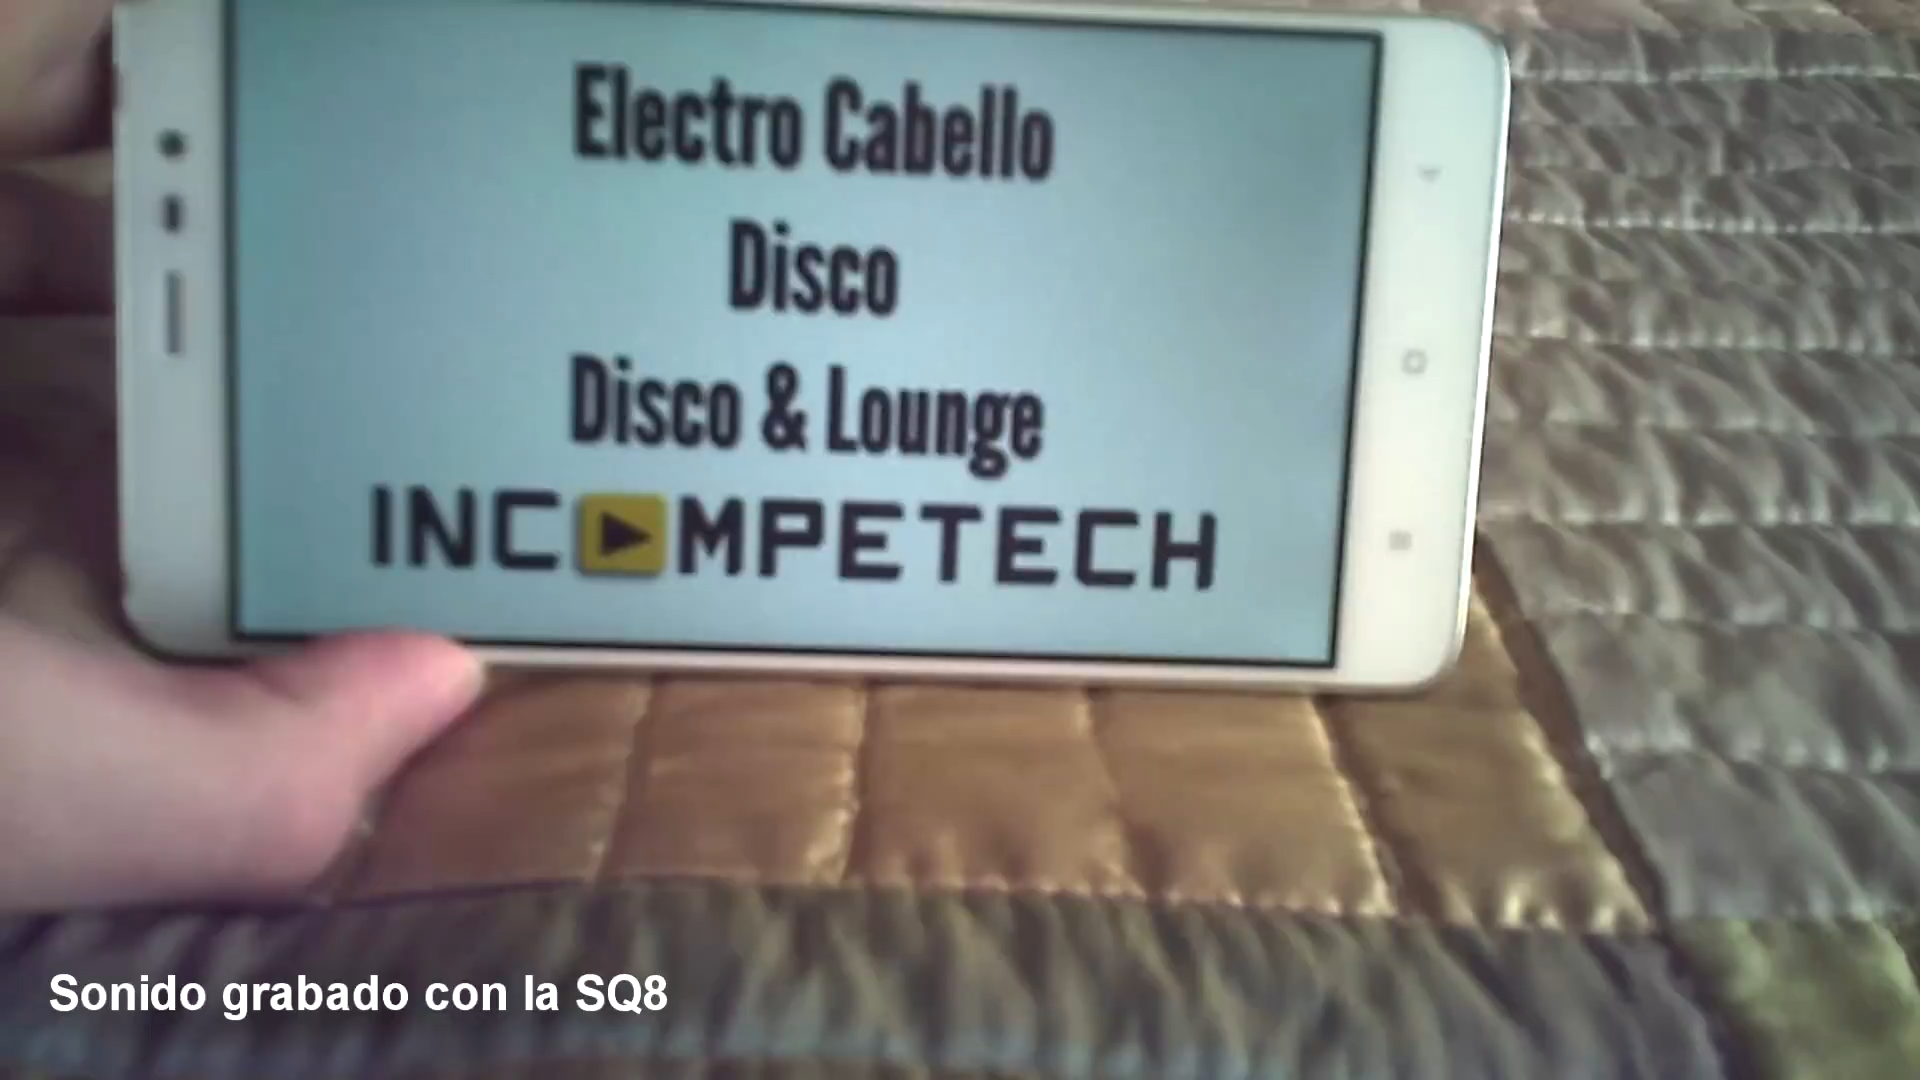 Electro Cabello
Disco
Disco & Lounge
INCOMPETECH
Sonido grabado con la SQ8